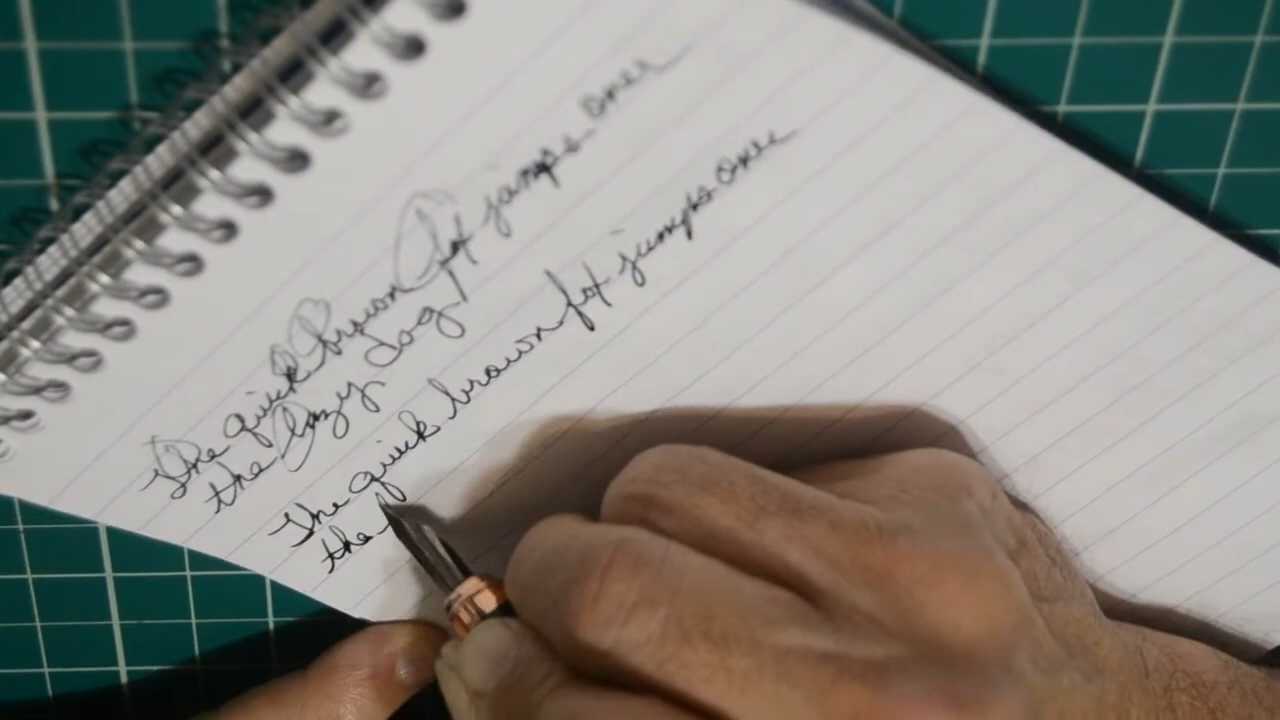 The quick brown fox jumps over
the lazy dog
The quick brown fox jumps over
the